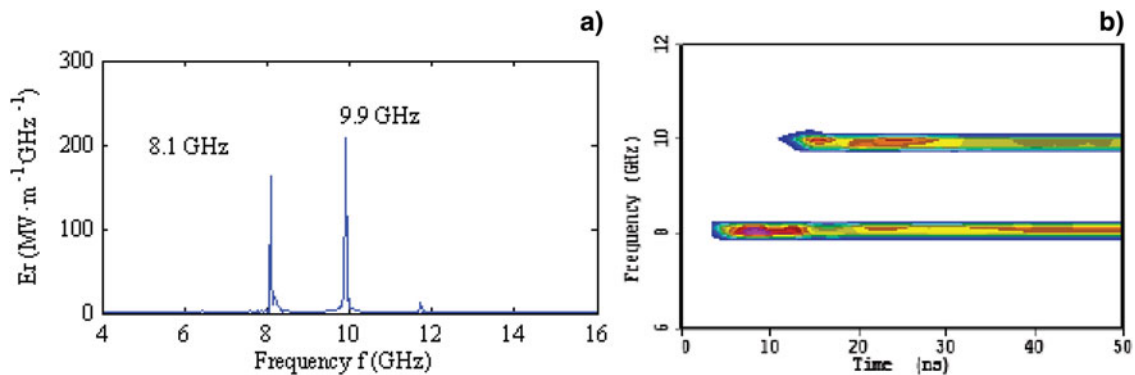 a)
300
200
100
0
Er (MV·m⁻¹GHz⁻¹)
8.1 GHz
9.9 GHz
4 6 8 10 12 14 16
Frequency f (GHz)
b)
12
10
8
6
Frequency (GHz)
0 10 20 30 40 50
Time (ns)